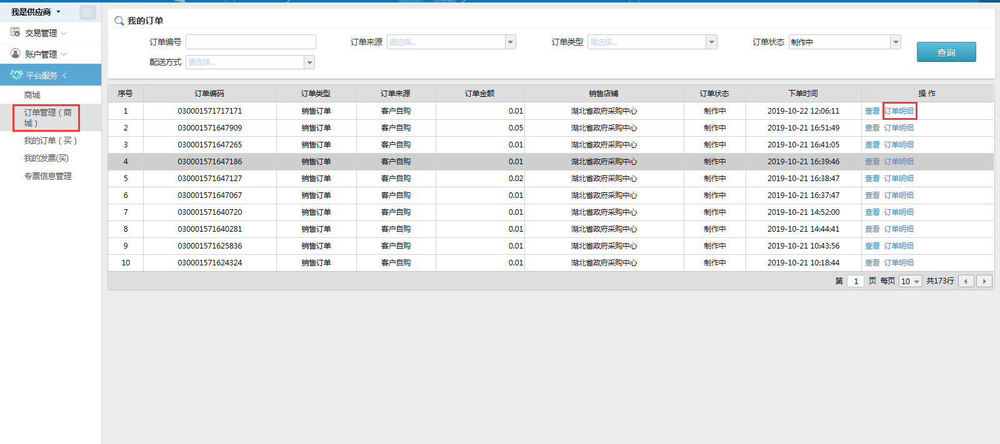 我是供应商
交易管理
账户管理
平台服务
商城
订单管理（商
城）
我的订单（买）
我的发票(买)
专票信息管理
我的订单
订单编号 订单来源 请选择... 订单类型 请选择... 订单状态 制作中
查询
配送方式 请选择...
序号 订单编码 订单类型 订单来源 订单金额 销售店铺 订单状态 下单时间 操 作
1 030001571717171 销售订单 客户自购 0.01 湖北省政府采购中心 制作中 2019-10-22 12:06:11 查看 订单明细
2 030001571647909 销售订单 客户自购 0.05 湖北省政府采购中心 制作中 2019-10-21 16:51:49 查看 订单明细
3 030001571647265 销售订单 客户自购 0.01 湖北省政府采购中心 制作中 2019-10-21 16:41:05 查看 订单明细
4 030001571647186 销售订单 客户自购 0.01 湖北省政府采购中心 制作中 2019-10-21 16:39:46 查看 订单明细
5 030001571647127 销售订单 客户自购 0.02 湖北省政府采购中心 制作中 2019-10-21 16:38:47 查看 订单明细
6 030001571647067 销售订单 客户自购 0.01 湖北省政府采购中心 制作中 2019-10-21 16:37:47 查看 订单明细
7 030001571640720 销售订单 客户自购 0.01 湖北省政府采购中心 制作中 2019-10-21 14:52:00 查看 订单明细
8 030001571640281 销售订单 客户自购 0.01 湖北省政府采购中心 制作中 2019-10-21 14:44:41 查看 订单明细
9 030001571625836 销售订单 客户自购 0.01 湖北省政府采购中心 制作中 2019-10-21 10:43:56 查看 订单明细
10 030001571624324 销售订单 客户自购 0.01 湖北省政府采购中心 制作中 2019-10-21 10:18:44 查看 订单明细
第 1 页 每页 10 共173行